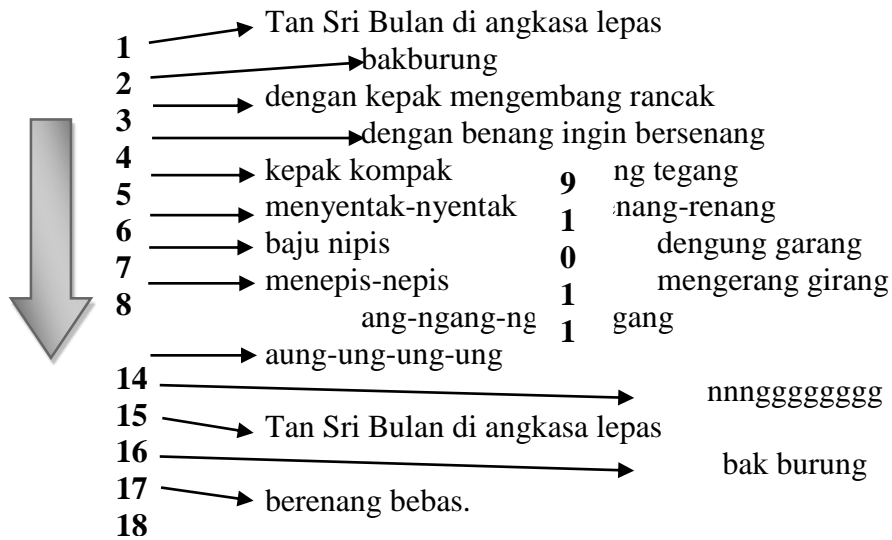 1 Tan Sri Bulan di angkasa lepas
2 bakburung
3 dengan kepak mengembang rancak
4 dengan benang ingin bersenang
5 kepak kompak 9 ng tegang
6 menyentak-nyentak 1 nang-renang
7 baju nipis 0 dengung garang
8 menepis-nepis 1 mengerang girang
ang-ngang-ng 1 gang
aung-ung-ung-ung
14 nnngggggggg
15 Tan Sri Bulan di angkasa lepas
16 bak burung
17 berenang bebas.
18